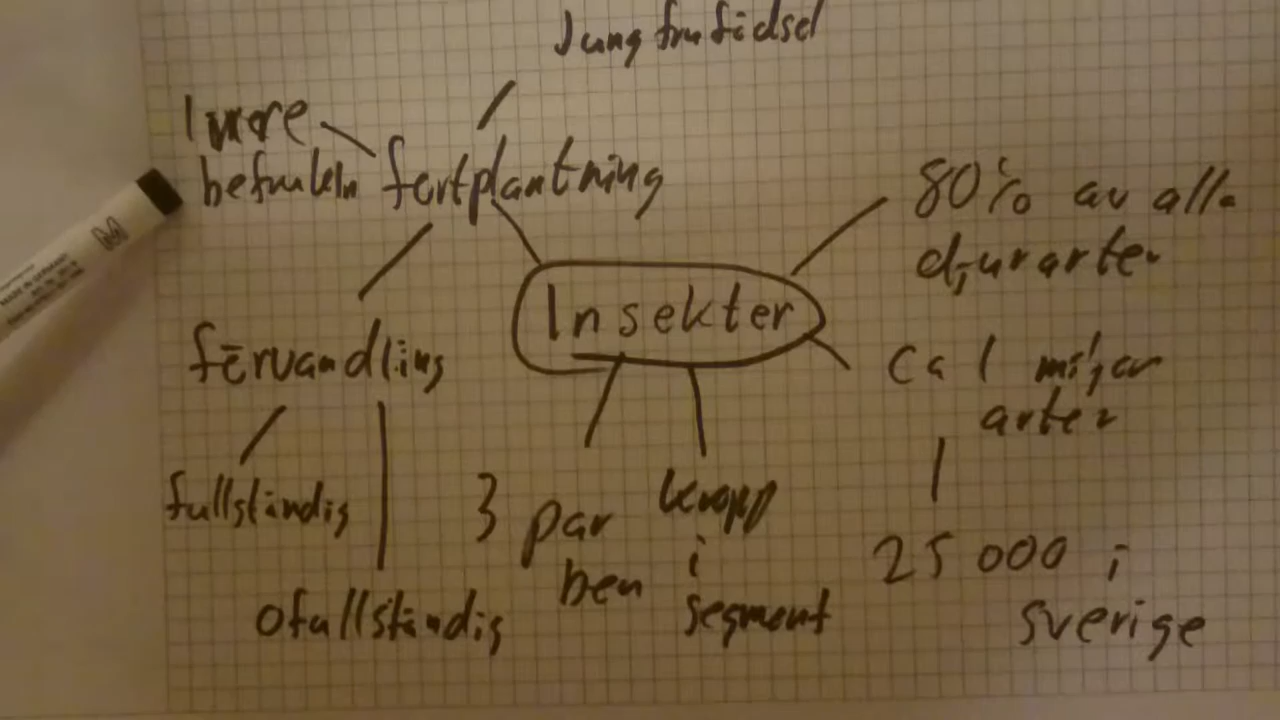 Jungfrufödsel
Inre
befruktn
fortplantning
80% av alla
djurarter
Insekter
förvandling
ca 1 miljon
arter
fullständig
3 par
ben
kropp
i
segment
25 000 i
sverige
ofullständig